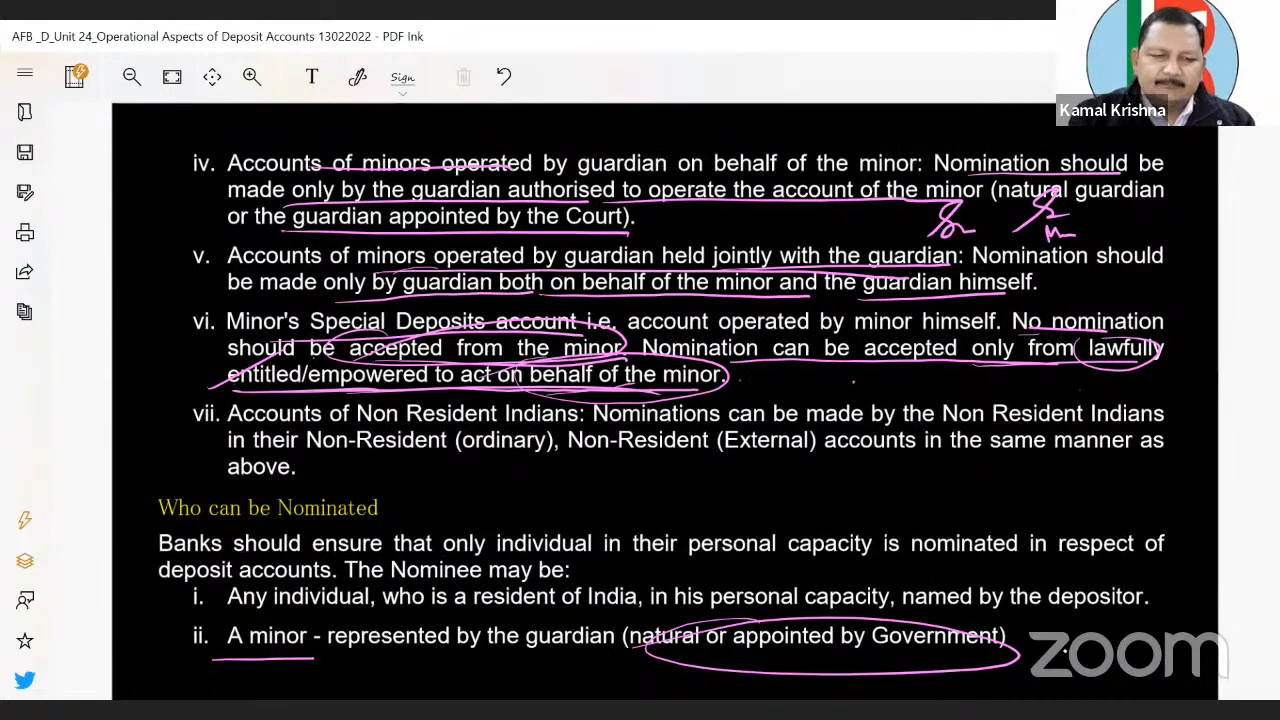 AFB _D_Unit 24_Operational Aspects of Deposit Accounts 13022022 - PDF Ink
Kamal Krishna
T
Sign
iv. Accounts of minors operated by guardian on behalf of the minor: Nomination should be
made only by the guardian authorised to operate the account of the minor (natural guardian
or the guardian appointed by the Court).
v. Accounts of minors operated by guardian held jointly with the guardian: Nomination should
be made only by guardian both on behalf of the minor and the guardian himself.
vi. Minor's Special Deposits account i.e. account operated by minor himself. No nomination
should be accepted from the minor. Nomination can be accepted only from lawfully
entitled/empowered to act on behalf of the minor.
vii. Accounts of Non Resident Indians: Nominations can be made by the Non Resident Indians
in their Non-Resident (ordinary), Non-Resident (External) accounts in the same manner as
above.
Who can be Nominated
Banks should ensure that only individual in their personal capacity is nominated in respect of
deposit accounts. The Nominee may be:
i. Any individual, who is a resident of India, in his personal capacity, named by the depositor.
ii. A minor - represented by the guardian (natural or appointed by Government)
zoom